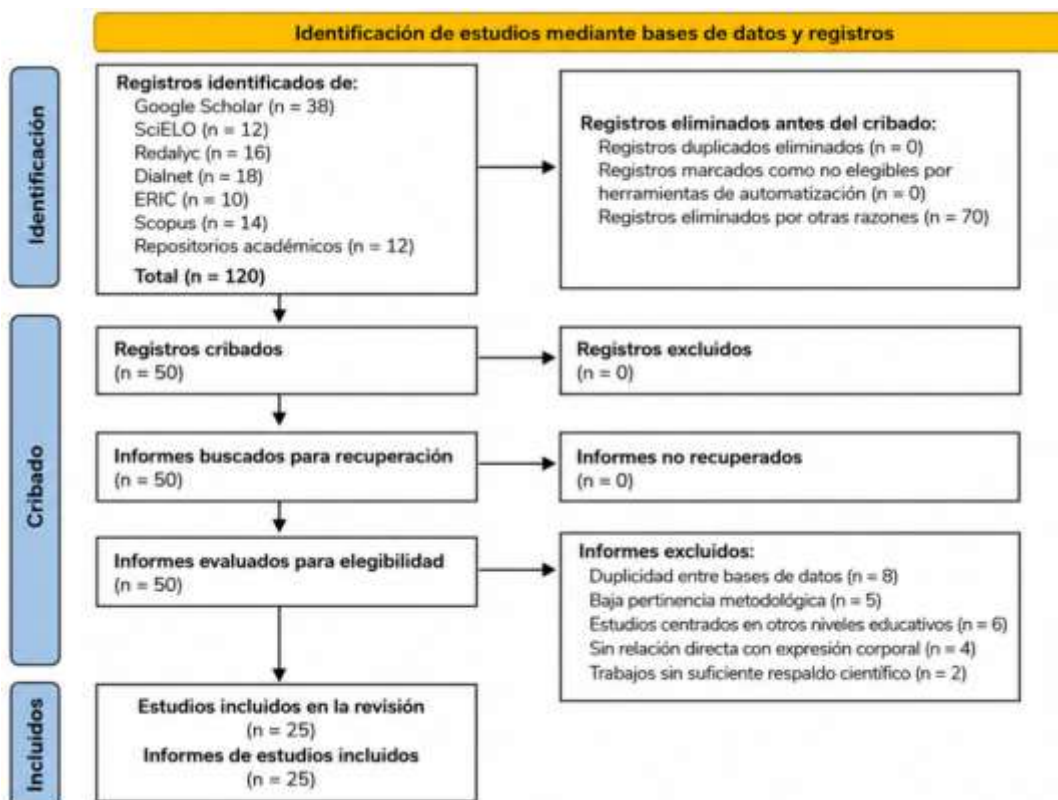 Identificación de estudios mediante bases de datos y registros
Identificación
Registros identificados de:
Google Scholar (n = 38)
SciELO (n = 12)
Redalyc (n = 16)
Dialnet (n = 18)
ERIC (n = 10)
Scopus (n = 14)
Repositorios académicos (n = 12)
Total (n = 120)
Registros eliminados antes del cribado:
Registros duplicados eliminados (n = 0)
Registros marcados como no elegibles por
herramientas de automatización (n = 0)
Registros eliminados por otras razones (n = 70)
Cribado
Registros cribados
(n = 50)
Registros excluidos
(n = 0)
Informes buscados para recuperación
(n = 50)
Informes no recuperados
(n = 0)
Informes evaluados para elegibilidad
(n = 50)
Informes excluidos:
Duplicidad entre bases de datos (n = 8)
Baja pertinencia metodológica (n = 5)
Estudios centrados en otros niveles educativos (n = 6)
Sin relación directa con expresión corporal (n = 4)
Trabajos sin suficiente respaldo científico (n = 2)
Incluidos
Estudios incluidos en la revisión
(n = 25)
Informes de estudios incluidos
(n = 25)